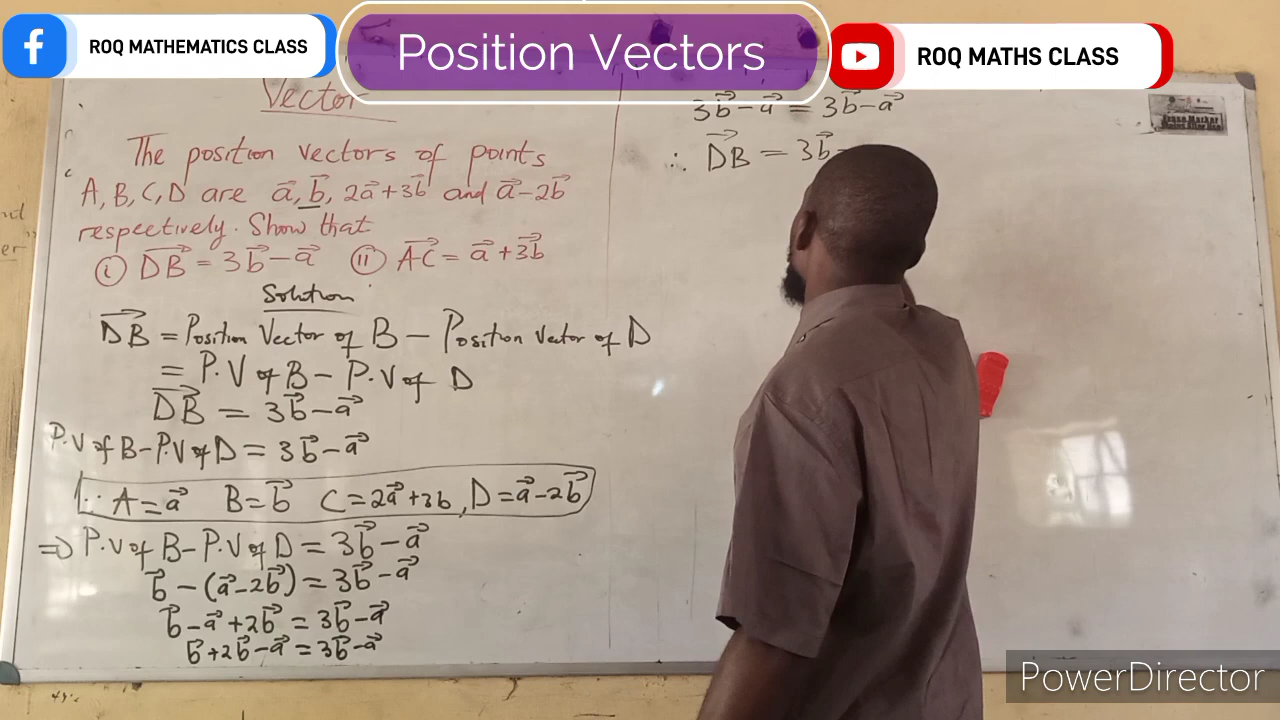 ROQ MATHEMATICS CLASS
Position Vectors
ROQ MATHS CLASS
Vector
The position vectors of points
A, B, C, D are a⃗, b⃗, 2a⃗+3b⃗ and a⃗-2b⃗
respectively. Show that
(i) DB⃗ = 3b⃗-a⃗ (ii) AC⃗ = a⃗+3b⃗
Solution
DB⃗ = Position Vector of B - Position Vector of D
= P.V of B - P.V of D
DB⃗ = 3b⃗-a⃗
P.V of B-P.V of D = 3b⃗-a⃗
∵ A=a⃗ B=b⃗ C=2a⃗+3b, D=a⃗-2b⃗
⇒ P.V of B-P.V of D = 3b⃗-a⃗
b⃗-(a⃗-2b⃗) = 3b⃗-a⃗
b⃗-a⃗+2b⃗ = 3b⃗-a⃗
b⃗+2b⃗-a⃗=3b⃗-a⃗
3b⃗-a⃗ = 3b⃗-a⃗
∴ DB⃗ = 3b⃗-
PowerDirector